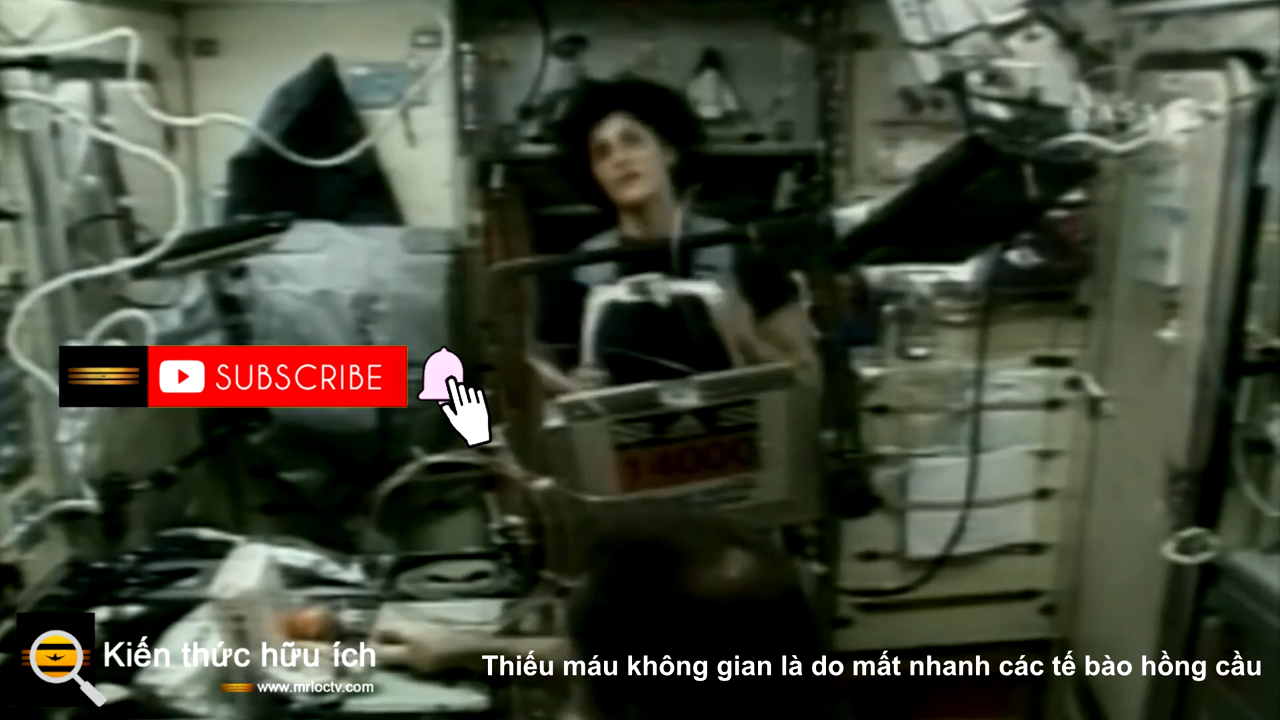 SUBSCRIBE
14000
Kiến thức hữu ích
www.mrloctv.com
Thiếu máu không gian là do mất nhanh các tế bào hồng cầu